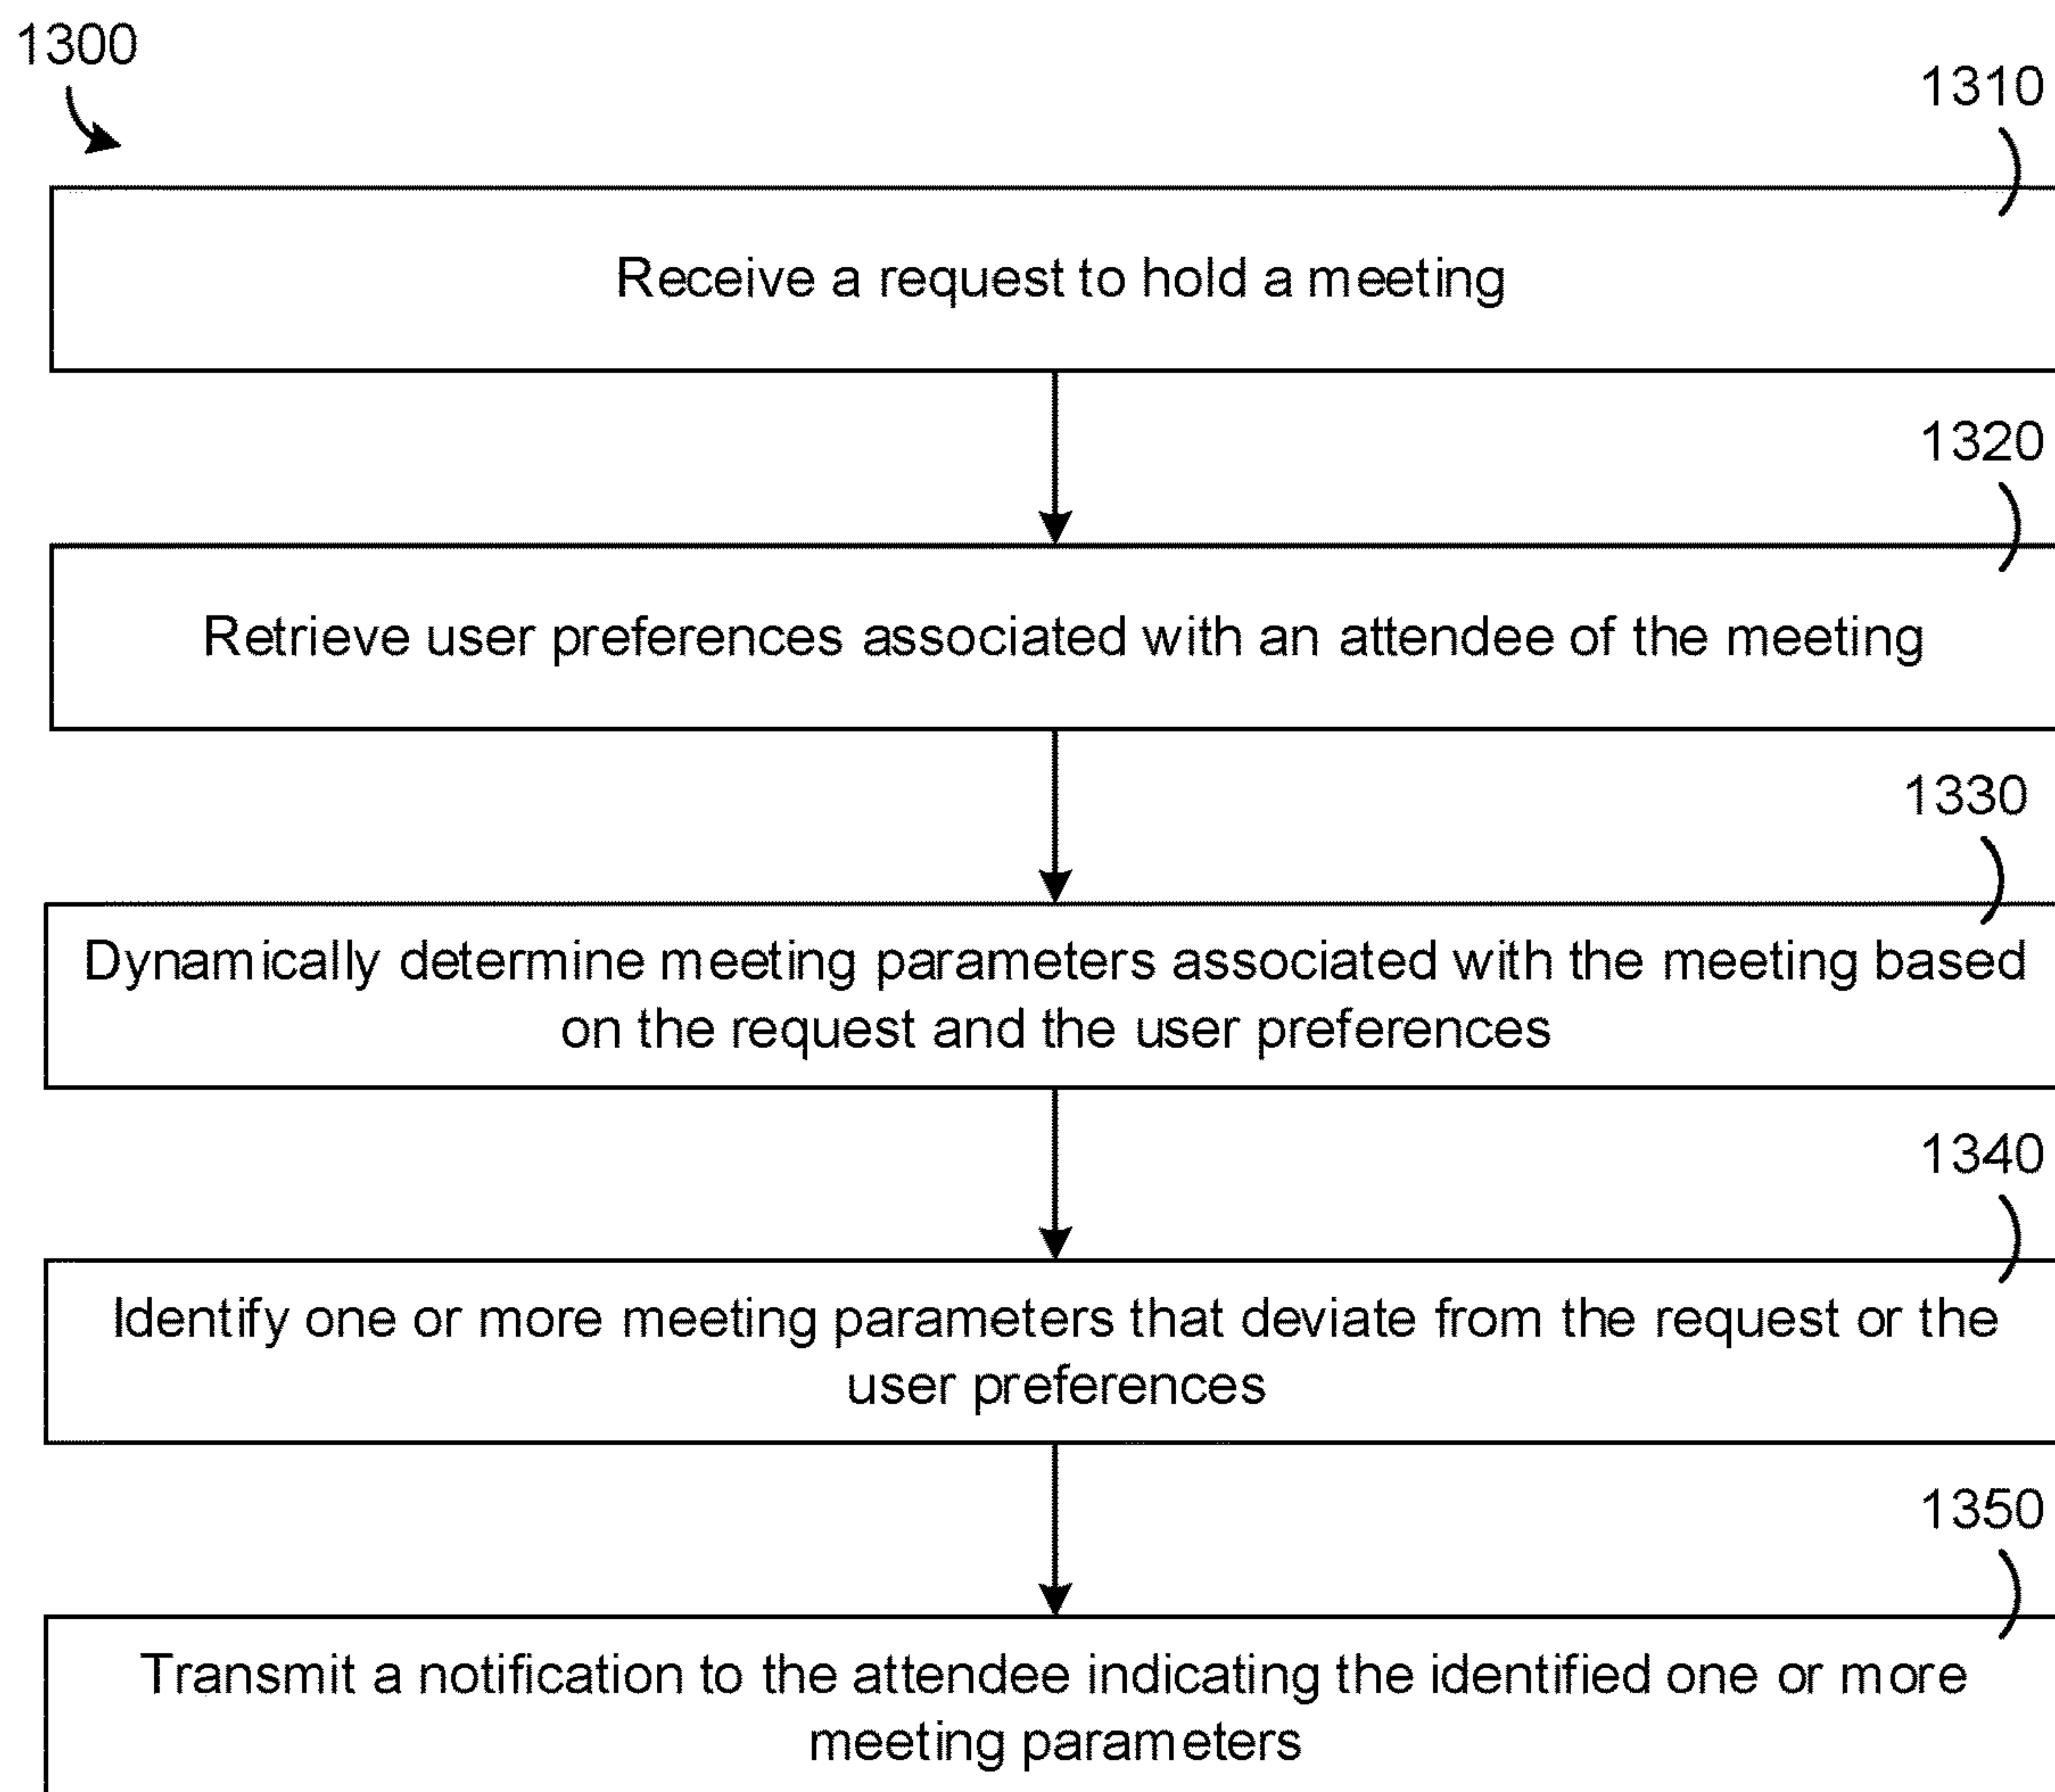 1300
1310
Receive a request to hold a meeting
1320
Retrieve user preferences associated with an attendee of the meeting
1330
Dynamically determine meeting parameters associated with the meeting based
on the request and the user preferences
1340
Identify one or more meeting parameters that deviate from the request or the
user preferences
1350
Transmit a notification to the attendee indicating the identified one or more
meeting parameters